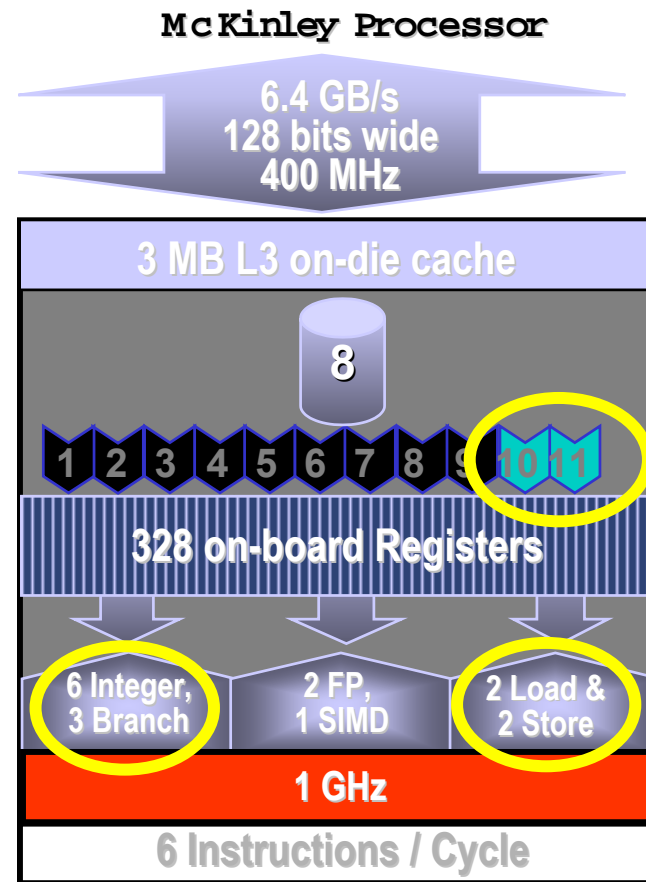 McKinley Processor
6.4 GB/s
128 bits wide
400 MHz
3 MB L3 on-die cache
8
1 2 3 4 5 6 7 8 9 10 11
328 on-board Registers
6 Integer,
3 Branch
2 FP,
1 SIMD
2 Load &
2 Store
1 GHz
6 Instructions / Cycle